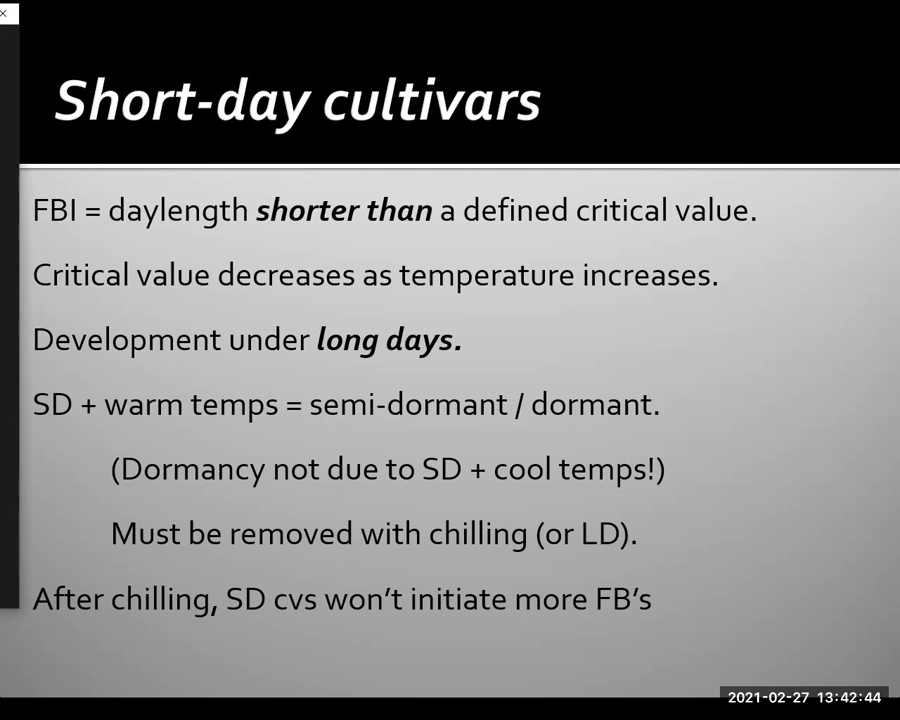 Short-day cultivars
FBI = daylength shorter than a defined critical value.
Critical value decreases as temperature increases.
Development under long days.
SD + warm temps = semi-dormant / dormant.
(Dormancy not due to SD + cool temps!)
Must be removed with chilling (or LD).
After chilling, SD cvs won’t initiate more FB’s
2021-02-27 13:42:44